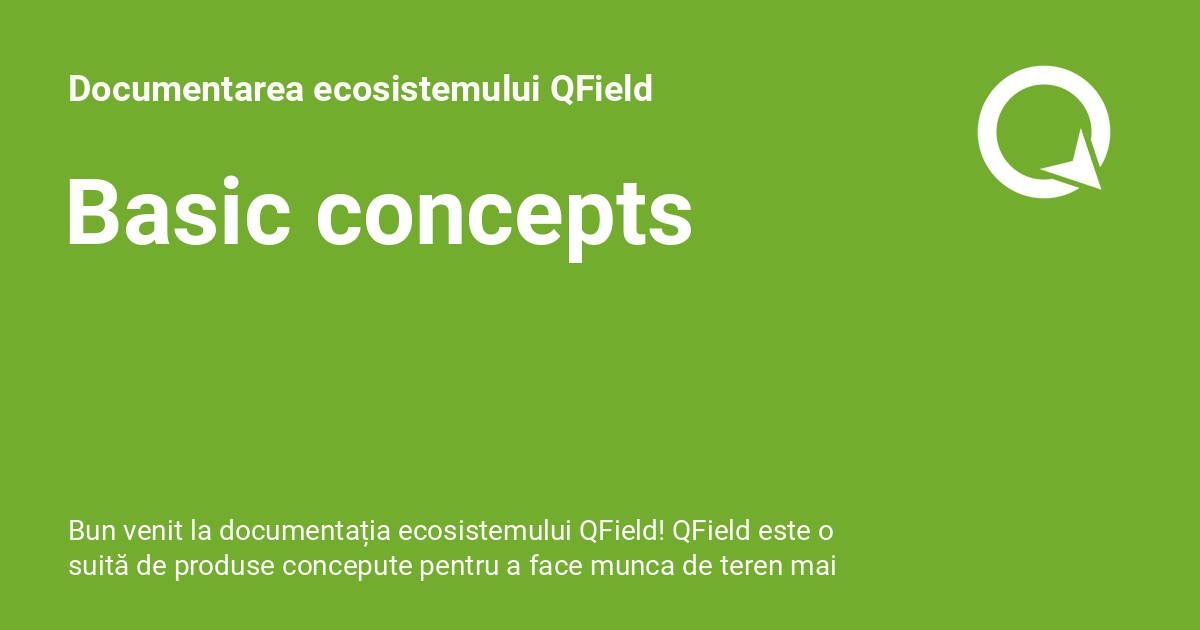 Documentarea ecosistemului QField
Basic concepts
Bun venit la documentația ecosistemului QField! QField este o
suită de produse concepute pentru a face munca de teren mai